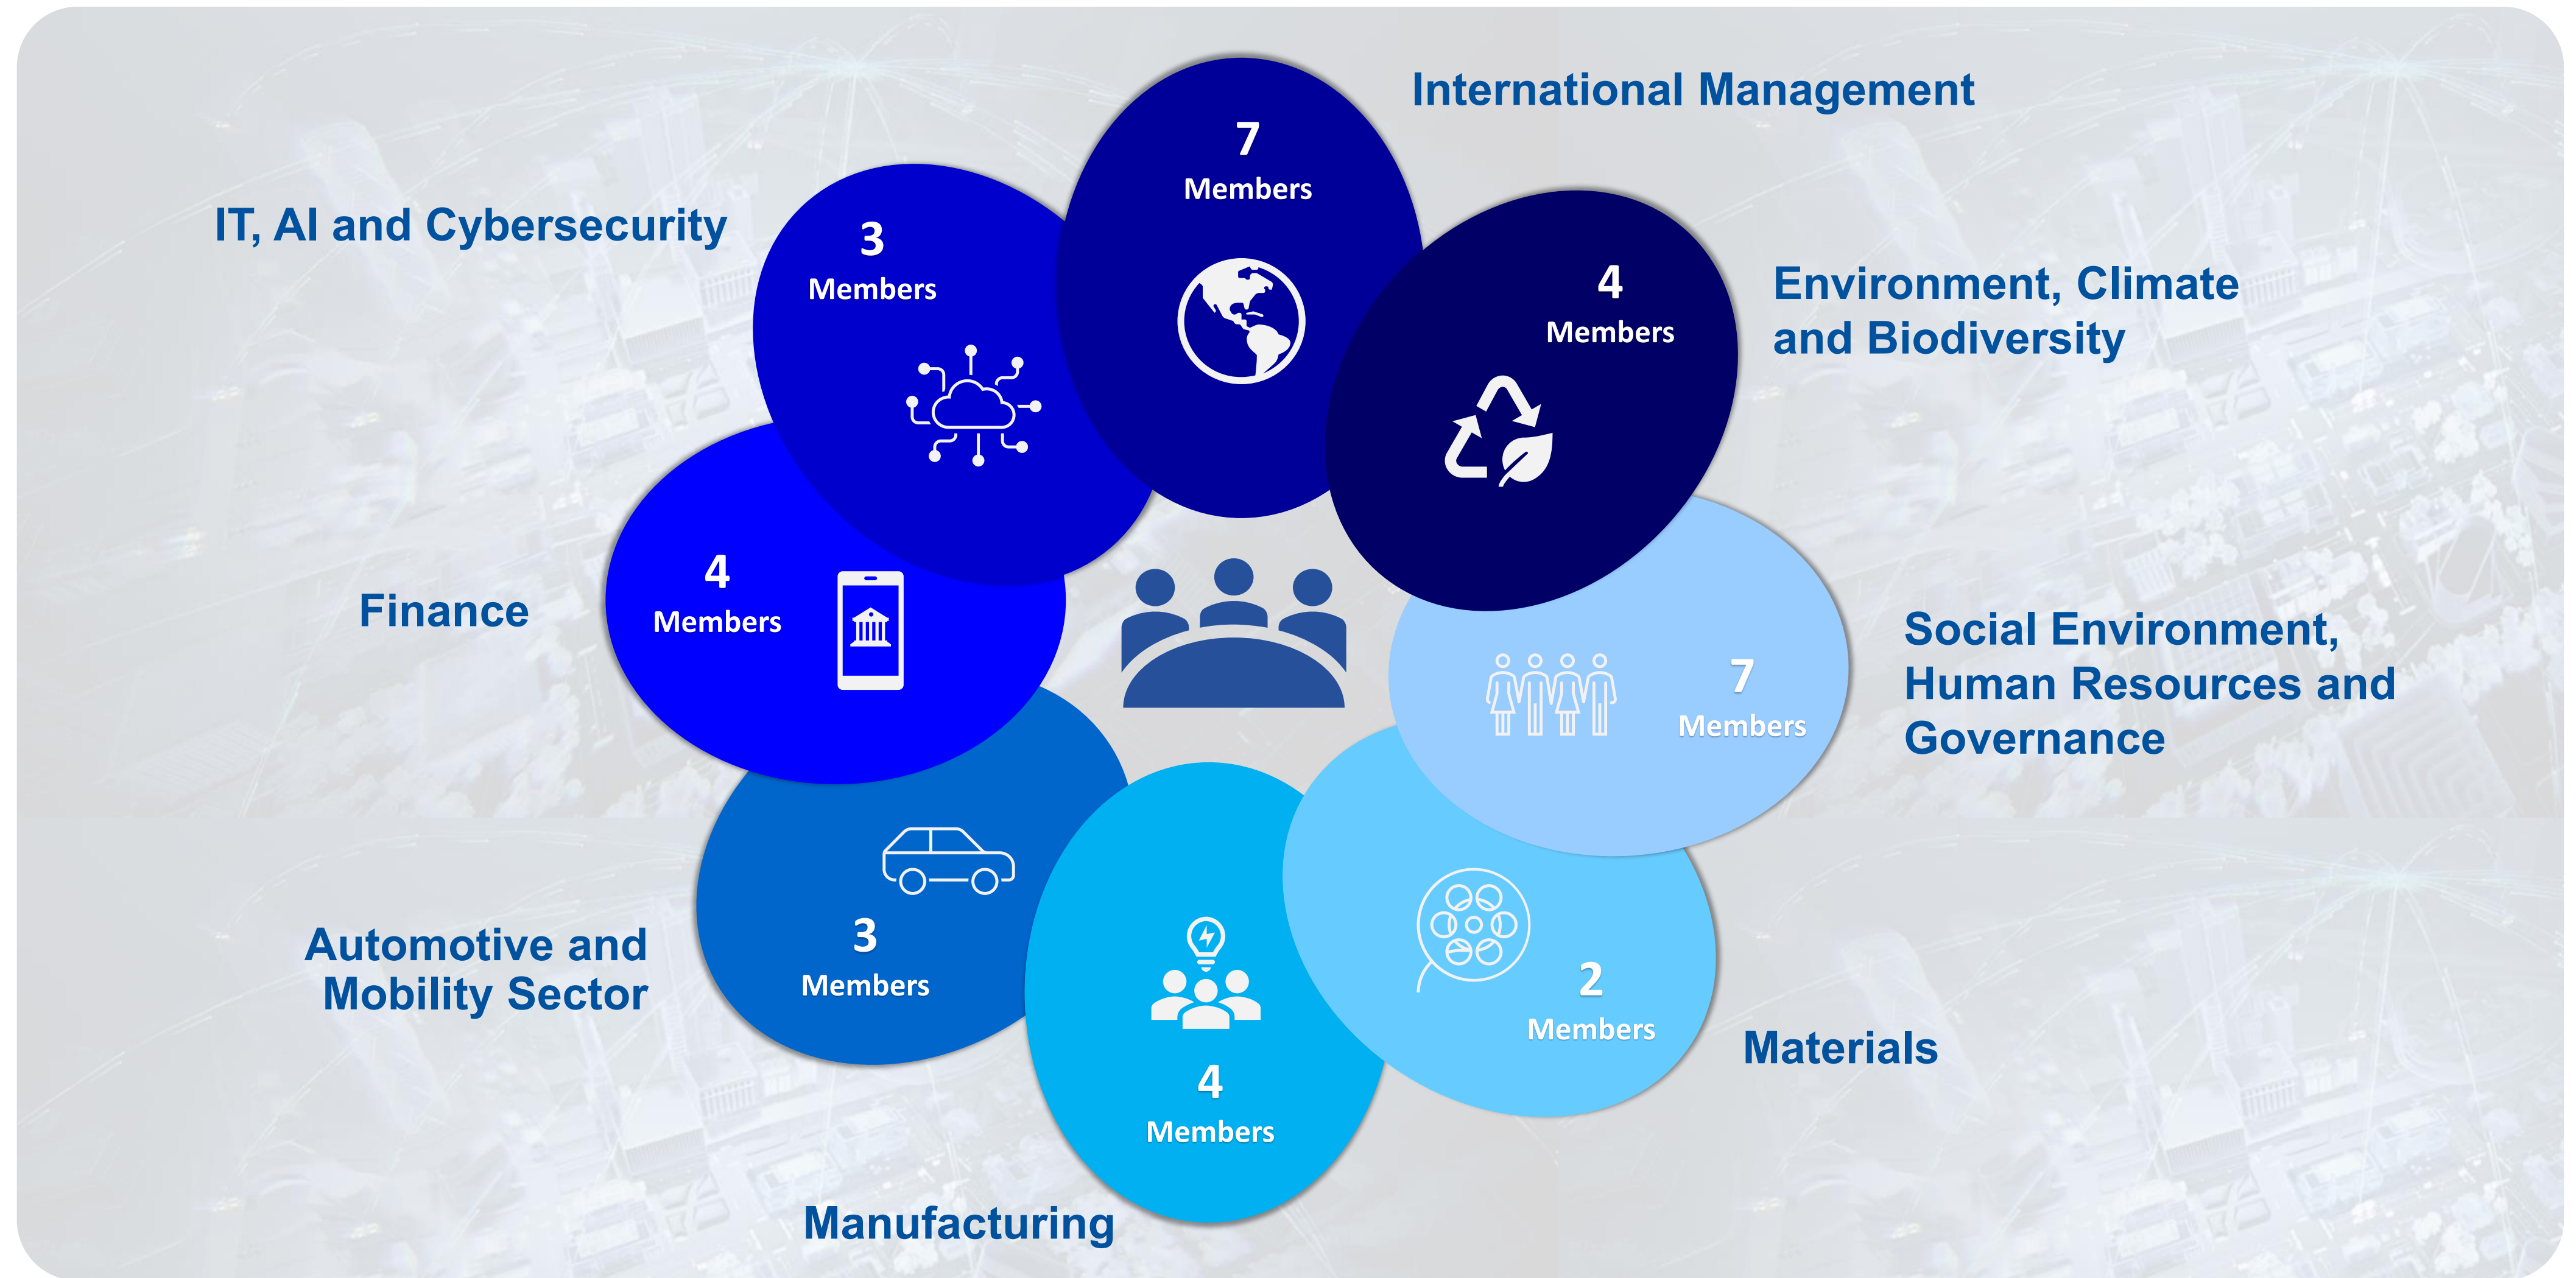 International Management
7
Members
IT, AI and Cybersecurity
3
Members
4
Members
Environment, Climate
and Biodiversity
Finance
4
Members
Social Environment,
Human Resources and
Governance
7
Members
Automotive and
Mobility Sector
3
Members
2
Members
Materials
4
Members
Manufacturing